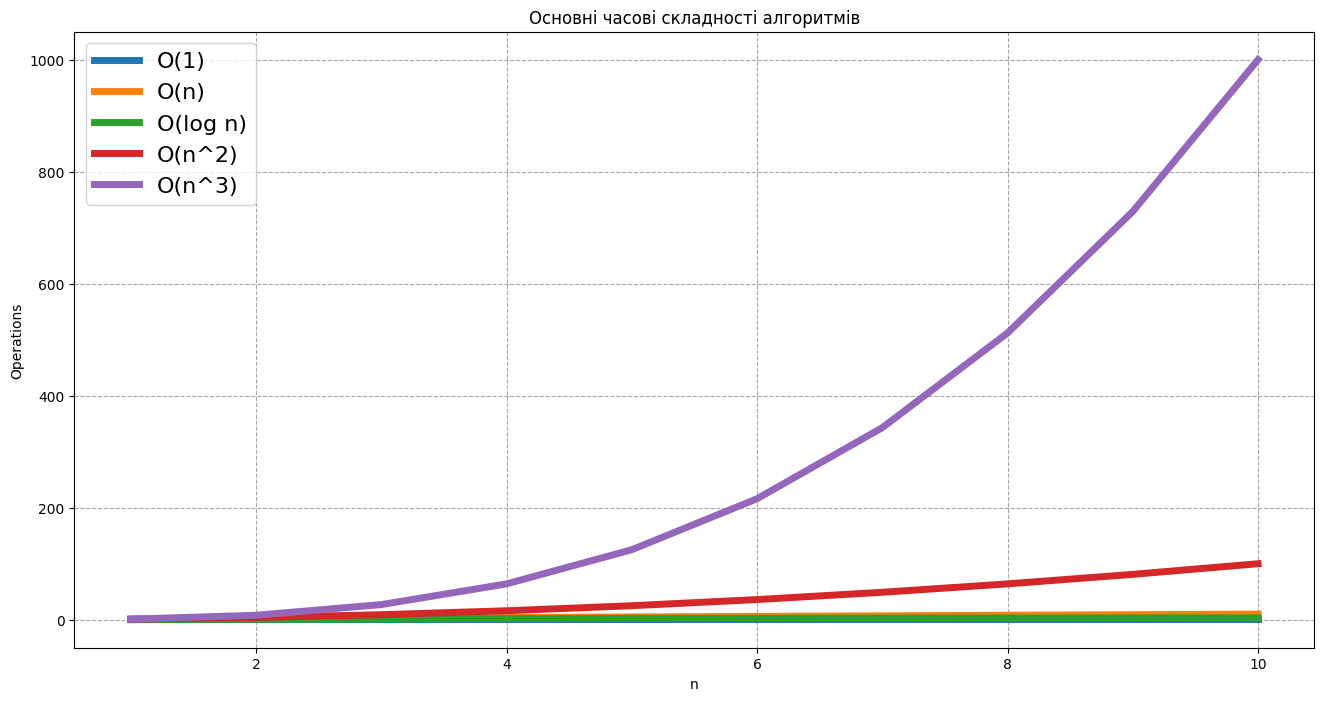 Основні часові складності алгоритмів
O(1)
O(n)
O(log n)
O(n^2)
O(n^3)
1000
800
600
400
200
0
Operations
2 4 6 8 10
n